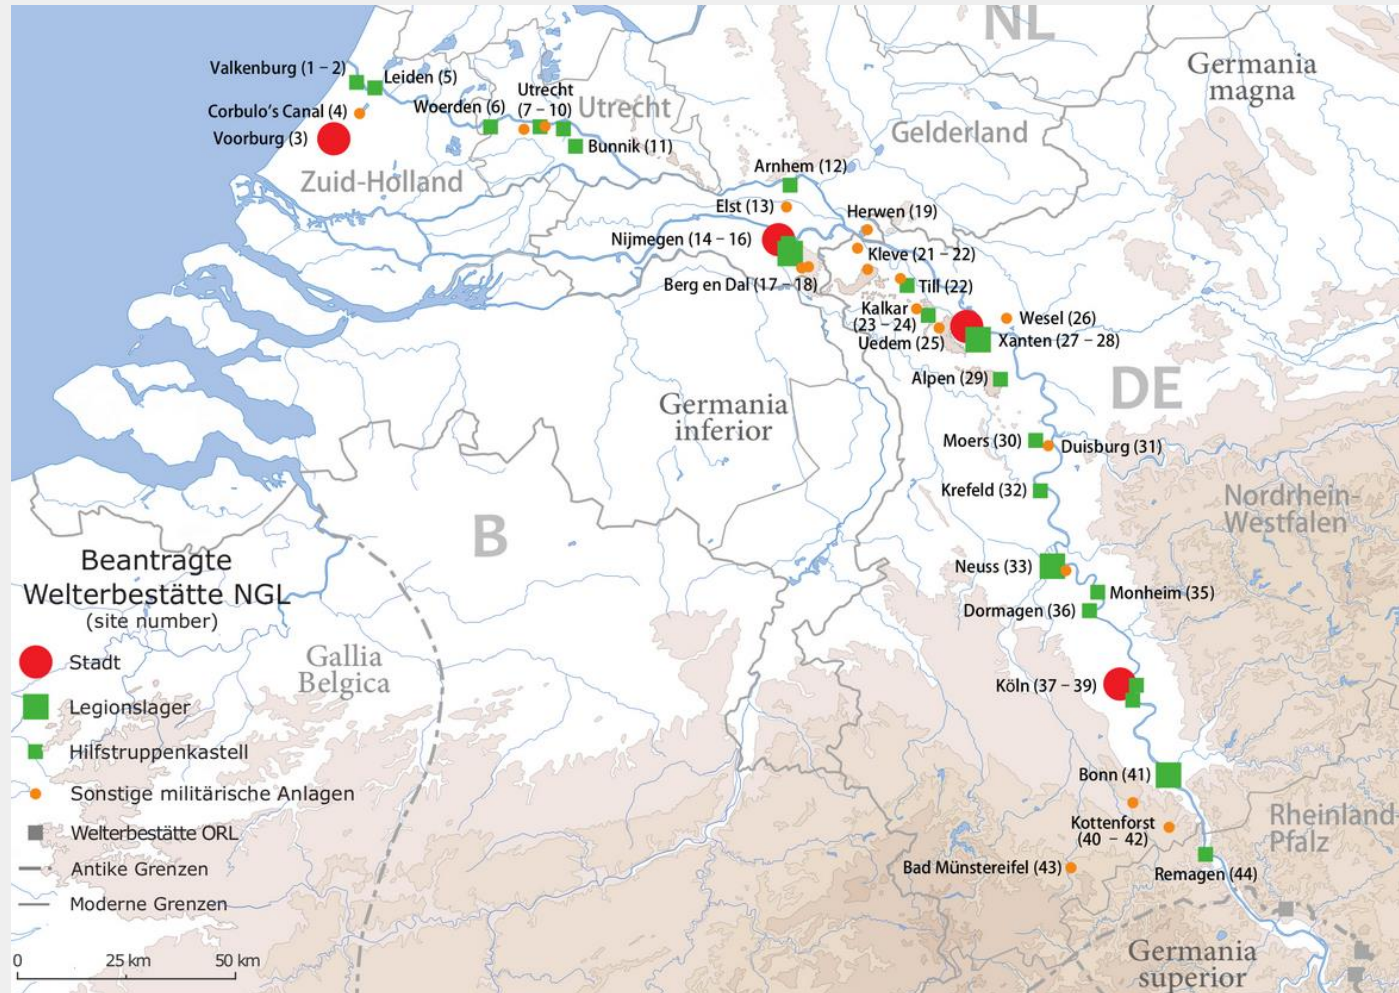 NL
Germania
magna
Valkenburg (1 – 2)
Leiden (5)
Corbulo's Canal (4)
Woerden (6)
Utrecht
(7 – 10)
Utrecht
Voorburg (3)
Bunnik (11)
Gelderland
Zuid-Holland
Arnhem (12)
Elst (13)
Herwen (19)
Nijmegen (14 – 16)
Kleve (21 – 22)
Berg en Dal (17 – 18)
Till (22)
Kalkar
(23 – 24)
Wesel (26)
Uedem (25)
Xanten (27 – 28)
Alpen (29)
DE
Germania
inferior
Moers (30)
Duisburg (31)
Krefeld (32)
Nordrhein-
Westfalen
B
Neuss (33)
Monheim (35)
Dormagen (36)
Gallia
Belgica
Köln (37 – 39)
Bonn (41)
Kottenforst
(40 – 42)
Rheinland-
Pfalz
Bad Münstereifel (43)
Remagen (44)
Germania
superior
Beantragte
Welterbestätte NGL
(site number)
Stadt
Legionslager
Hilfstruppenkastell
Sonstige militärische Anlagen
Welterbestätte ORL
Antike Grenzen
Moderne Grenzen
0 25 km 50 km